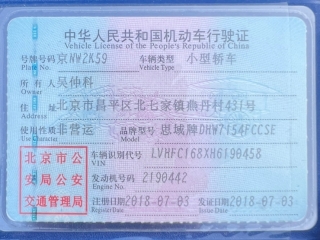 中华人民共和国机动车行驶证
Vehicle License of the People's Republic of China
号牌号码 京NW2K59 车辆类型 小型轿车
Plate No. Vehicle Type
所有人 吴仲科
Owner
住址 北京市昌平区北七家镇燕丹村431号
Address
使用性质 非营运 品牌型号 思域牌DHW7154FCCSE
Use Character Model
北京市公安局公安交通管理局
车辆识别代号 LVHFC168XH6190458
VIN
发动机号码 2190442
Engine No.
注册日期 2018-07-03 发证日期 2018-07-03
Register Date Issue Date